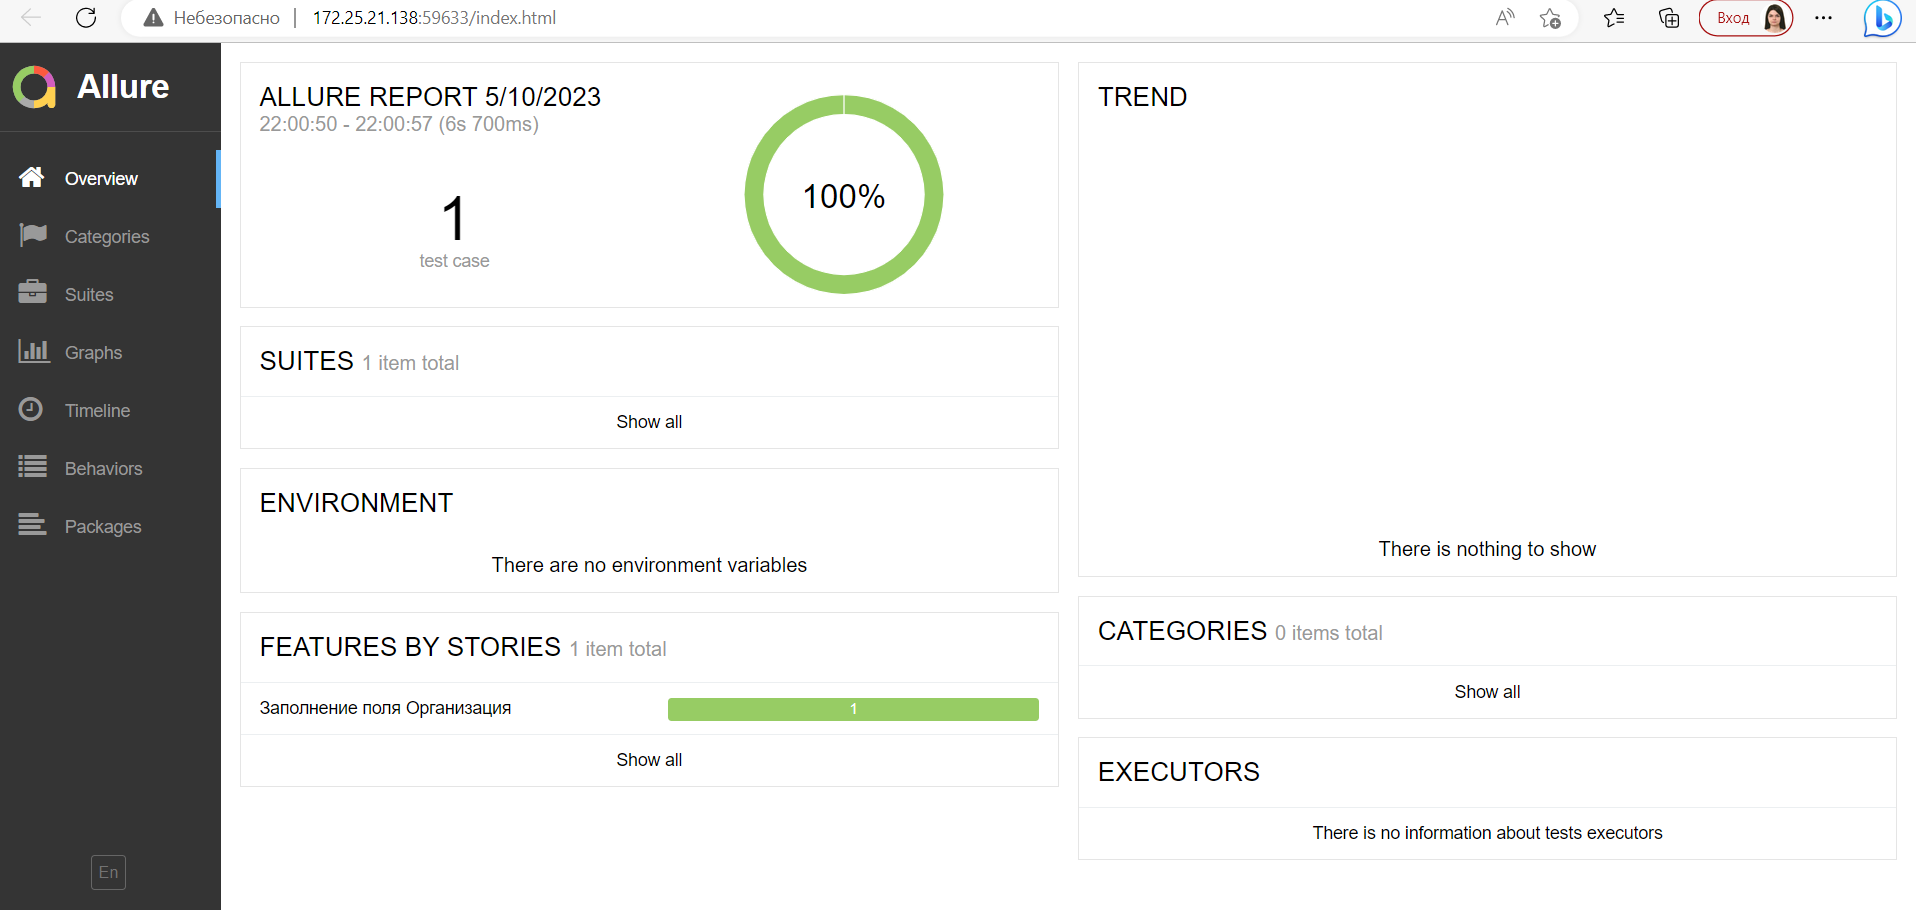 Небезопасно
172.25.21.138:59633/index.html
Вход
Allure
Overview
Categories
Suites
Graphs
Timeline
Behaviors
Packages
En
ALLURE REPORT 5/10/2023
22:00:50 - 22:00:57 (6s 700ms)
1
test case
100%
SUITES 1 item total
Show all
ENVIRONMENT
There are no environment variables
FEATURES BY STORIES 1 item total
Заполнение поля Организация 1
Show all
TREND
There is nothing to show
CATEGORIES 0 items total
Show all
EXECUTORS
There is no information about tests executors